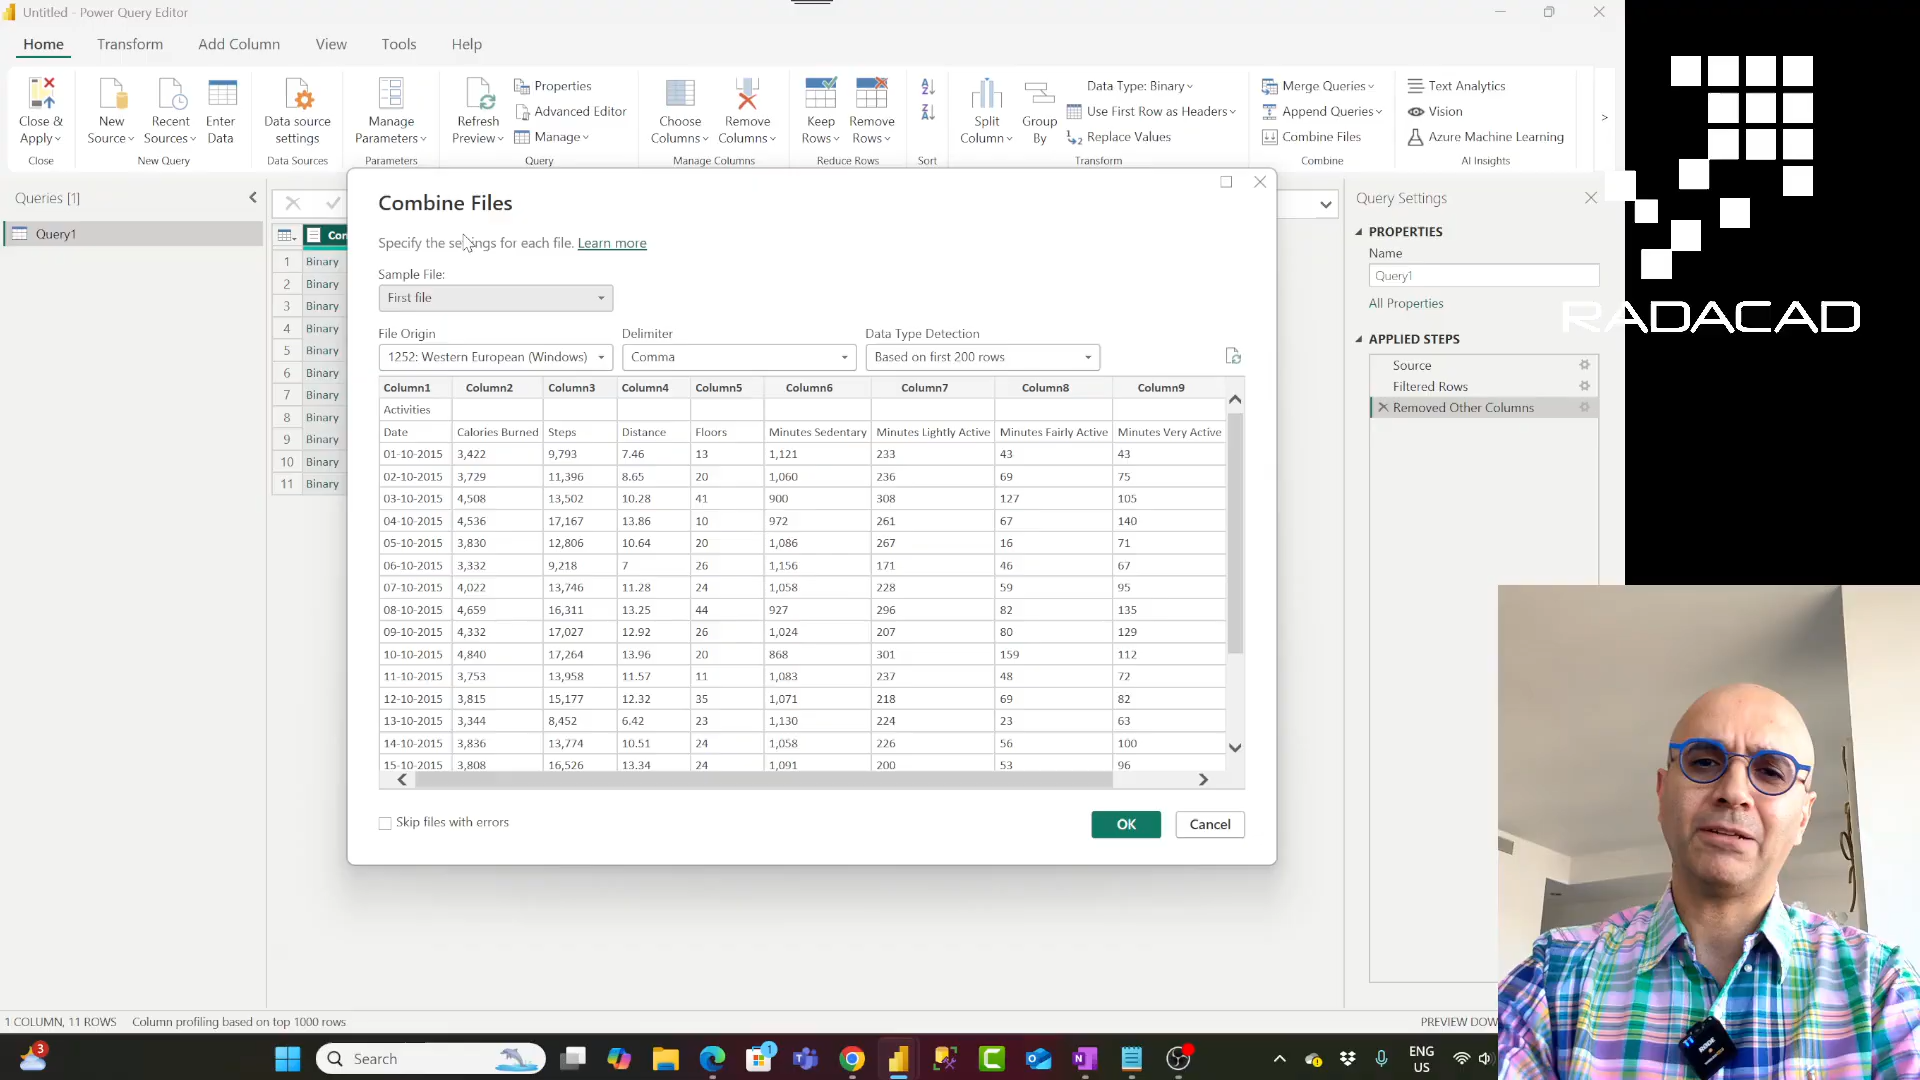 Untitled - Power Query Editor
Home Transform Add Column View Tools Help
Close & Apply
New Source
Recent Sources
Enter Data
Data source settings
Manage Parameters
Refresh Preview
Properties
Advanced Editor
Manage
Choose Columns
Remove Columns
Keep Rows
Remove Rows
Split Column
Group By
Data Type: Binary
Use First Row as Headers
Replace Values
Merge Queries
Append Queries
Combine Files
Text Analytics
Vision
Azure Machine Learning
Close New Query Data Sources Parameters Query Manage Columns Reduce Rows Sort Transform Combine AI Insights
Queries [1]
Query1
Con
1 Binary
2 Binary
3 Binary
4 Binary
5 Binary
6 Binary
7 Binary
8 Binary
9 Binary
10 Binary
11 Binary
Combine Files
Specify the settings for each file. Learn more
Sample File:
First file
File Origin Delimiter Data Type Detection
1252: Western European (Windows) Comma Based on first 200 rows
Column1 Column2 Column3 Column4 Column5 Column6 Column7 Column8 Column9
Activities
Date Calories Burned Steps Distance Floors Minutes Sedentary Minutes Lightly Active Minutes Fairly Active Minutes Very Active
01-10-2015 3,422 9,793 7.46 13 1,121 233 43 43
02-10-2015 3,729 11,396 8.65 20 1,060 236 69 75
03-10-2015 4,508 13,502 10.28 41 900 308 127 105
04-10-2015 4,536 17,167 13.86 10 972 261 67 140
05-10-2015 3,830 12,806 10.64 20 1,086 267 16 71
06-10-2015 3,332 9,218 7 26 1,156 171 46 67
07-10-2015 4,022 13,746 11.28 24 1,058 228 59 95
08-10-2015 4,659 16,311 13.25 44 927 296 82 135
09-10-2015 4,332 17,027 12.92 26 1,024 207 80 129
10-10-2015 4,840 17,264 13.96 20 868 301 159 112
11-10-2015 3,753 13,958 11.57 11 1,083 237 48 72
12-10-2015 3,815 15,177 12.32 35 1,071 218 69 82
13-10-2015 3,344 8,452 6.42 23 1,130 224 23 63
14-10-2015 3,836 13,774 10.51 24 1,058 226 56 100
15-10-2015 3,808 16,526 13.34 24 1,091 200 53 96
Skip files with errors
OK Cancel
Query Settings
PROPERTIES
Name
Query1
All Properties
APPLIED STEPS
Source
Filtered Rows
Removed Other Columns
RADACAD
1 COLUMN, 11 ROWS Column profiling based on top 1000 rows
PREVIEW DOW
3
Search
1
ENG
US